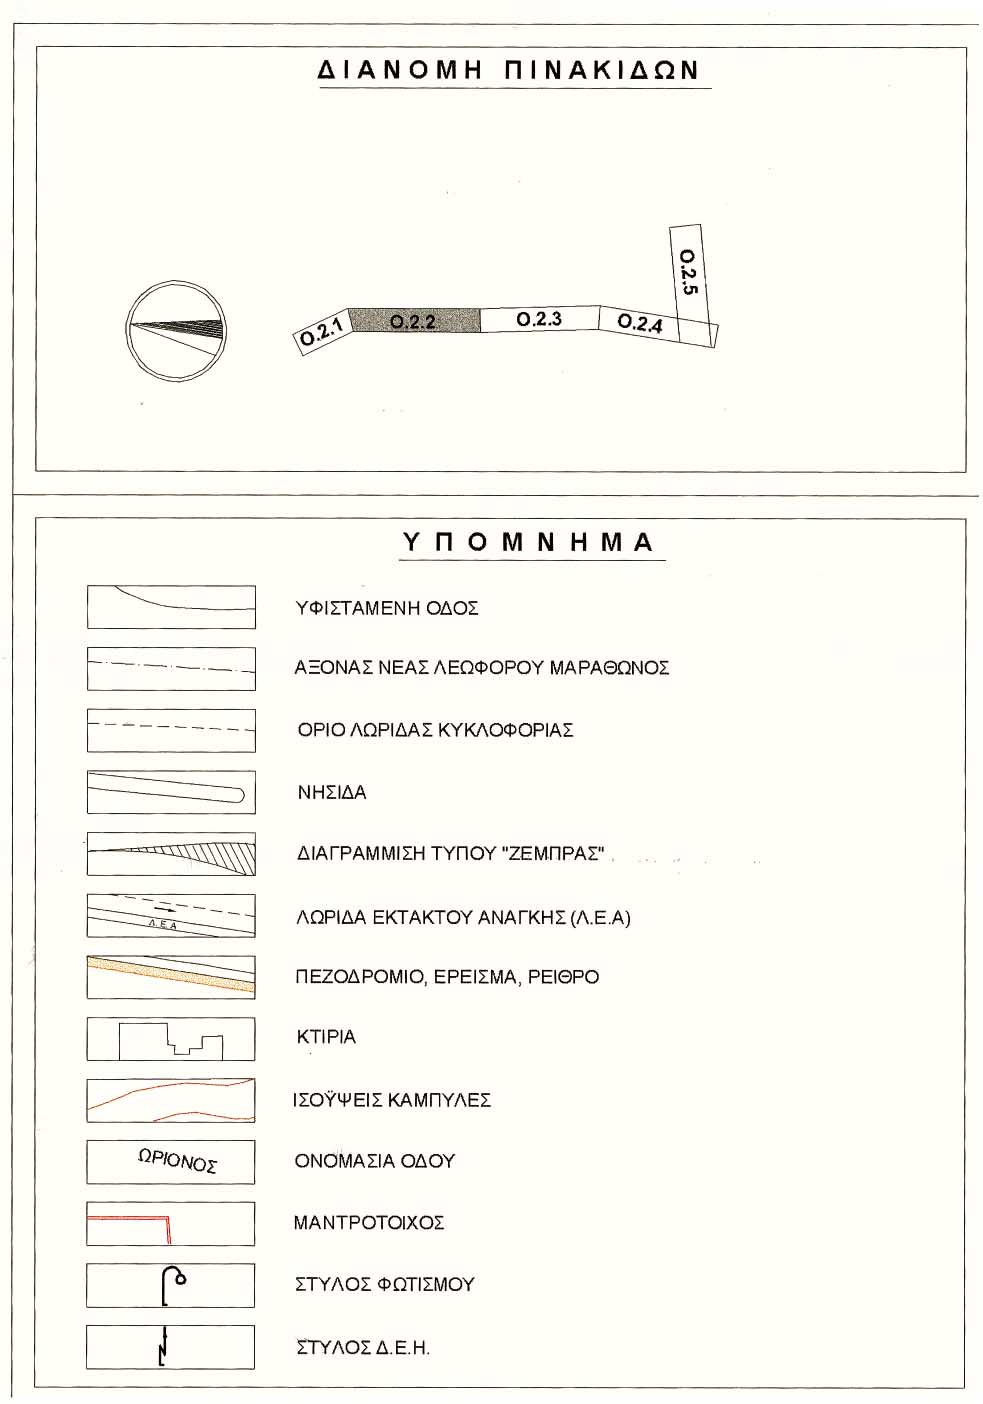 ΔΙΑΝΟΜΗ ΠΙΝΑΚΙΔΩΝ
Ο.2.1
Ο.2.2
Ο.2.3
Ο.2.4
Ο.2.5
ΥΠΟΜΝΗΜΑ
ΥΦΙΣΤΑΜΕΝΗ ΟΔΟΣ
ΑΞΟΝΑΣ ΝΕΑΣ ΛΕΩΦΟΡΟΥ ΜΑΡΑΘΩΝΟΣ
ΟΡΙΟ ΛΩΡΙΔΑΣ ΚΥΚΛΟΦΟΡΙΑΣ
ΝΗΣΙΔΑ
ΔΙΑΓΡΑΜΜΙΣΗ ΤΥΠΟΥ "ΖΕΜΠΡΑΣ"
Λ.Ε.Α
ΛΩΡΙΔΑ ΕΚΤΑΚΤΟΥ ΑΝΑΓΚΗΣ (Λ.Ε.Α)
ΠΕΖΟΔΡΟΜΙΟ, ΕΡΕΙΣΜΑ, ΡΕΙΘΡΟ
ΚΤΙΡΙΑ
ΙΣΟΫΨΕΙΣ ΚΑΜΠΥΛΕΣ
ΩΡΙΟΝΟΣ
ΟΝΟΜΑΣΙΑ ΟΔΟΥ
ΜΑΝΤΡΟΤΟΙΧΟΣ
ΣΤΥΛΟΣ ΦΩΤΙΣΜΟΥ
ΣΤΥΛΟΣ Δ.Ε.Η.